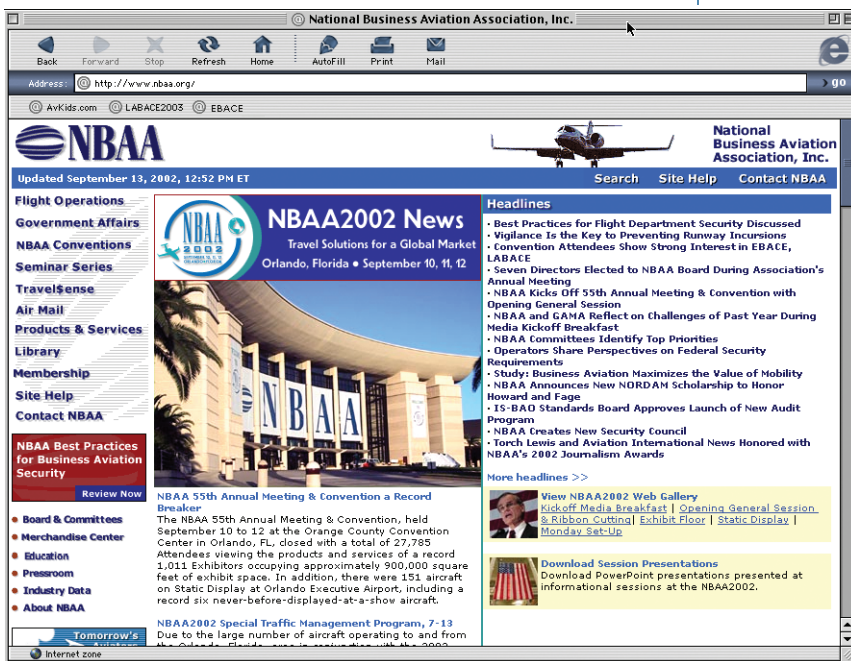 National Business Aviation Association, Inc.
Back Forward Stop Refresh Home AutoFill Print Mail
Address: http://www.nbaa.org/ go
AvKids.com LABACE2003 EBACE
NBAA
National
Business Aviation
Association, Inc.
Updated September 13, 2002, 12:52 PM ET
Search Site Help Contact NBAA
Flight Operations
Government Affairs
NBAA Conventions
Seminar Series
Travel$ense
Air Mail
Products & Services
Library
Membership
Site Help
Contact NBAA
NBAA Best Practices
for Business Aviation
Security
Review Now
Board & Committees
Merchandise Center
Education
Pressroom
Industry Data
About NBAA
Tomorrow's
NBAA
2002
NBAA2002 News
Travel Solutions for a Global Market
Orlando, Florida • September 10, 11, 12
NBAA
NBAA 55th Annual Meeting & Convention a Record
Breaker
The NBAA 55th Annual Meeting & Convention, held
September 10 to 12 at the Orange County Convention
Center in Orlando, FL, closed with a total of 27,785
Attendees viewing the products and services of a record
1,011 Exhibitors occupying approximately 900,000 square
feet of exhibit space. In addition, there were 151 aircraft
on Static Display at Orlando Executive Airport, including a
record six never-before-displayed-at-a-show aircraft.
NBAA2002 Special Traffic Management Program, 7-13
Due to the large number of aircraft operating to and from
Headlines
· Best Practices for Flight Department Security Discussed
· Vigilance Is the Key to Preventing Runway Incursions
· Convention Attendees Show Strong Interest in EBACE,
LABACE
· Seven Directors Elected to NBAA Board During Association's
Annual Meeting
· NBAA Kicks Off 55th Annual Meeting & Convention with
Opening General Session
· NBAA and GAMA Reflect on Challenges of Past Year During
Media Kickoff Breakfast
· NBAA Committees Identify Top Priorities
· Operators Share Perspectives on Federal Security
Requirements
· Study: Business Aviation Maximizes the Value of Mobility
· NBAA Announces New NORDAM Scholarship to Honor
Howard and Fage
· IS-BAO Standards Board Approves Launch of New Audit
Program
· NBAA Creates New Security Council
· Torch Lewis and Aviation International News Honored with
NBAA's 2002 Journalism Awards
More headlines >>
View NBAA2002 Web Gallery
Kickoff Media Breakfast | Opening General Session
& Ribbon Cutting| Exhibit Floor | Static Display|
Monday Set-Up
Download Session Presentations
Download PowerPoint presentations presented at
informational sessions at the NBAA2002.
Internet zone